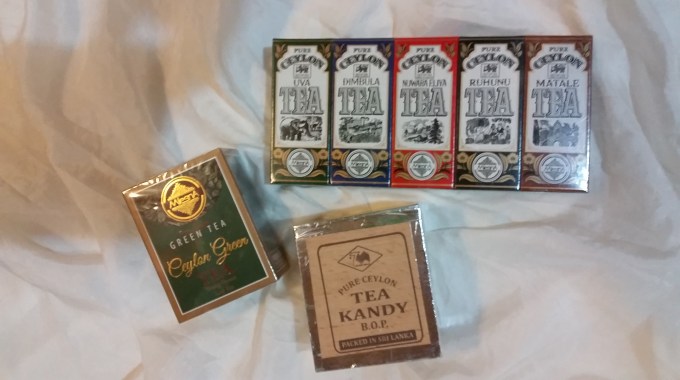 PURE
CEYLON
UVA
TEA
PURE
CEYLON
DIMBULA
TEA
PURE
CEYLON
NUWARA ELIYA
TEA
PURE
CEYLON
RUHUNU
TEA
PURE
CEYLON
MATALE
TEA
GREEN TEA
Ceylon Green
PURE CEYLON
TEA
KANDY
B.O.P.
PACKED IN SRI LANKA